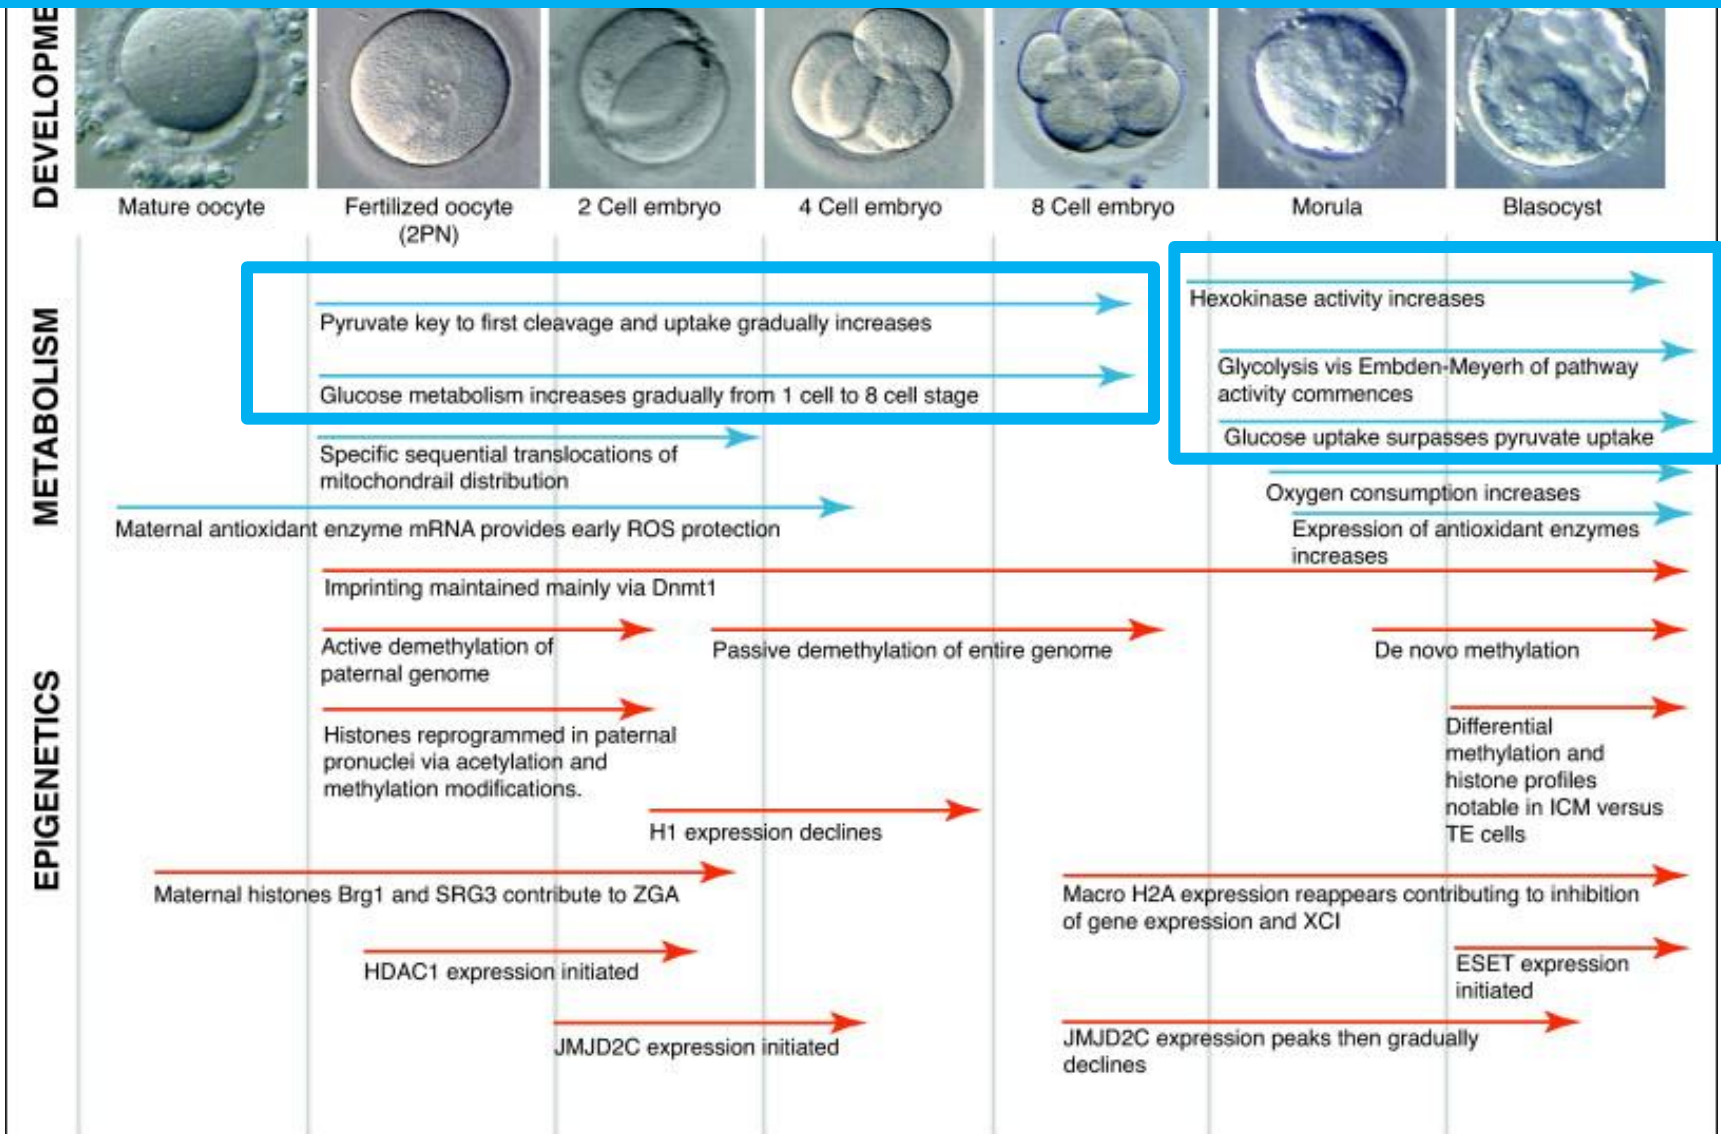 DEVELOPME
Mature oocyte
Fertilized oocyte
(2PN)
2 Cell embryo
4 Cell embryo
8 Cell embryo
Morula
Blasocyst
METABOLISM
Pyruvate key to first cleavage and uptake gradually increases
Glucose metabolism increases gradually from 1 cell to 8 cell stage
Specific sequential translocations of
mitochondrail distribution
Maternal antioxidant enzyme mRNA provides early ROS protection
Hexokinase activity increases
Glycolysis vis Embden-Meyerh of pathway
activity commences
Glucose uptake surpasses pyruvate uptake
Oxygen consumption increases
Expression of antioxidant enzymes
increases
EPIGENETICS
Imprinting maintained mainly via Dnmt1
Active demethylation of
paternal genome
Passive demethylation of entire genome
De novo methylation
Histones reprogrammed in paternal
pronuclei via acetylation and
methylation modifications.
Differential
methylation and
histone profiles
notable in ICM versus
TE cells
H1 expression declines
Maternal histones Brg1 and SRG3 contribute to ZGA
Macro H2A expression reappears contributing to inhibition
of gene expression and XCI
HDAC1 expression initiated
ESET expression
initiated
JMJD2C expression initiated
JMJD2C expression peaks then gradually
declines